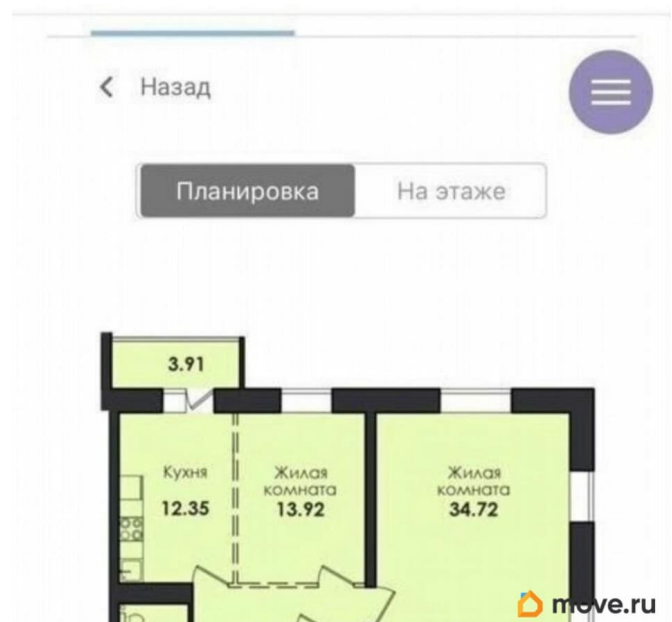 Назад
Планировка
На этаже
3.91
Кухня
12.35
Жилая
комната
13.92
Жилая
комната
34.72
move.ru